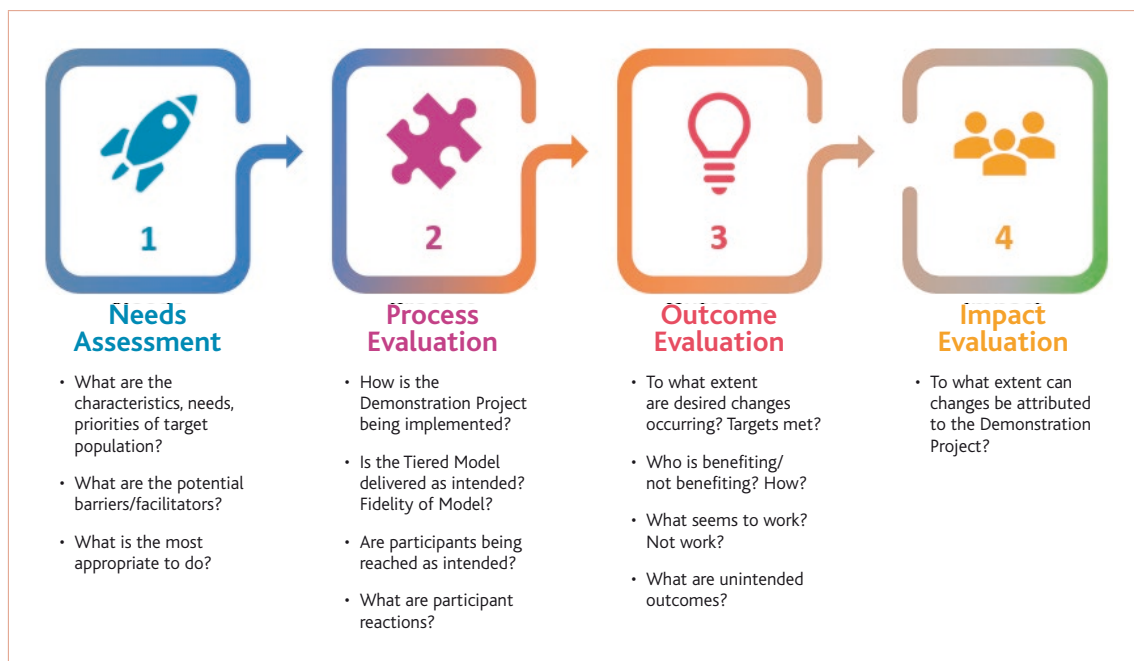 1
Needs
Assessment
• What are the
characteristics, needs,
priorities of target
population?
• What are the potential
barriers/facilitators?
• What is the most
appropriate to do?
2
Process
Evaluation
• How is the
Demonstration Project
being implemented?
• Is the Tiered Model
delivered as intended?
Fidelity of Model?
• Are participants being
reached as intended?
• What are participant
reactions?
3
Outcome
Evaluation
• To what extent
are desired changes
occurring? Targets met?
• Who is benefiting/
not benefiting? How?
• What seems to work?
Not work?
• What are unintended
outcomes?
4
Impact
Evaluation
• To what extent can
changes be attributed
to the Demonstration
Project?